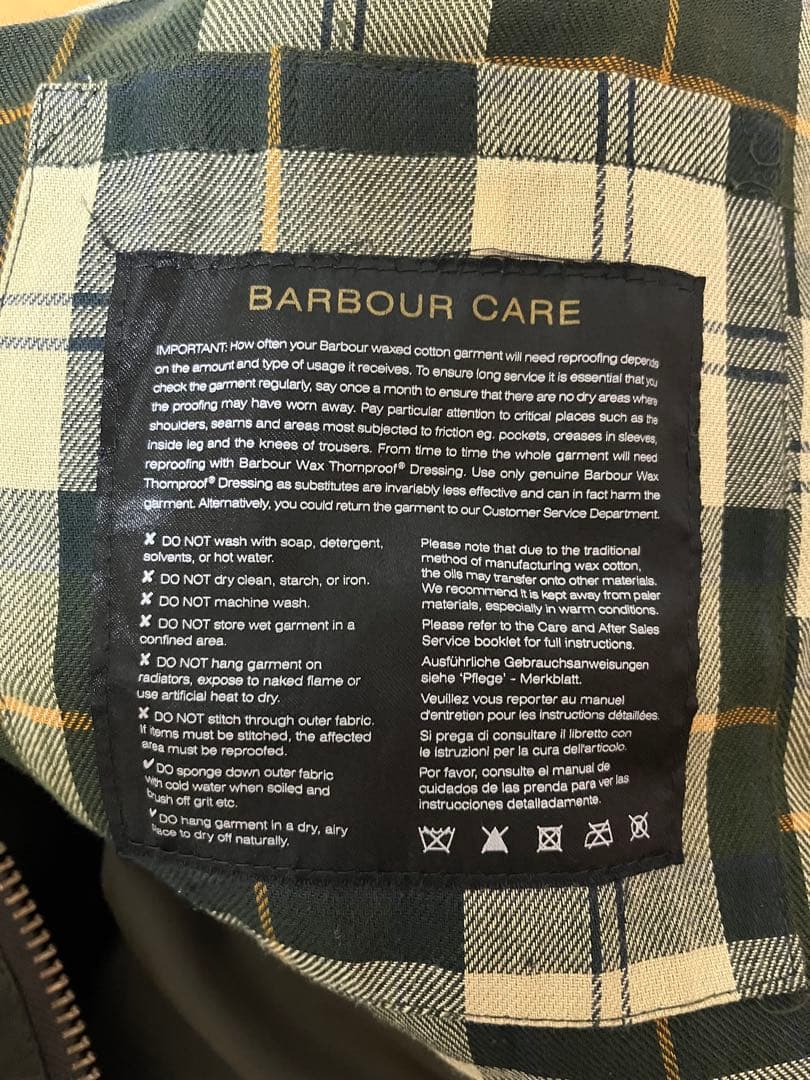 BARBOUR CARE
IMPORTANT: How often your Barbour waxed cotton garment will need reproofing depends
on the amount and type of usage it receives. To ensure long service it is essential that you
check the garment regularly, say once a month to ensure that there are no dry areas where
the proofing may have worn away. Pay particular attention to critical places such as the
shoulders, seams and areas most subjected to friction eg. pockets, creases in sleeves,
inside leg and the knees of trousers. From time to time the whole garment will need
reproofing with Barbour Wax Thornproof® Dressing. Use only genuine Barbour Wax
Thornproof® Dressing as substitutes are invariably less effective and can in fact harm the
garment. Alternatively, you could return the garment to our Customer Service Department.
✘ DO NOT wash with soap, detergent,
solvents, or hot water.
✘ DO NOT dry clean, starch, or iron.
✘ DO NOT machine wash.
✘ DO NOT store wet garment in a
confined area.
✘ DO NOT hang garment on
radiators, expose to naked flame or
use artificial heat to dry.
✘ DO NOT stitch through outer fabric.
If items must be stitched, the affected
area must be reproofed.
✔ DO sponge down outer fabric
with cold water when soiled and
brush off grit etc.
✔ DO hang garment in a dry, airy
place to dry off naturally.
Please note that due to the traditional
method of manufacturing wax cotton,
the oils may transfer onto other materials.
We recommend it is kept away from paler
materials, especially in warm conditions.
Please refer to the Care and After Sales
Service booklet for full instructions.
Ausführliche Gebrauchsanweisungen
siehe 'Pflege' - Merkblatt.
Veuillez vous reporter au manuel
d'entretien pour les instructions détaillées.
Si prega di consultare il libretto con
le istruzioni per la cura dell'articolo.
Por favor, consulte el manual de
cuidados de las prenda para ver las
instrucciones detalladamente.